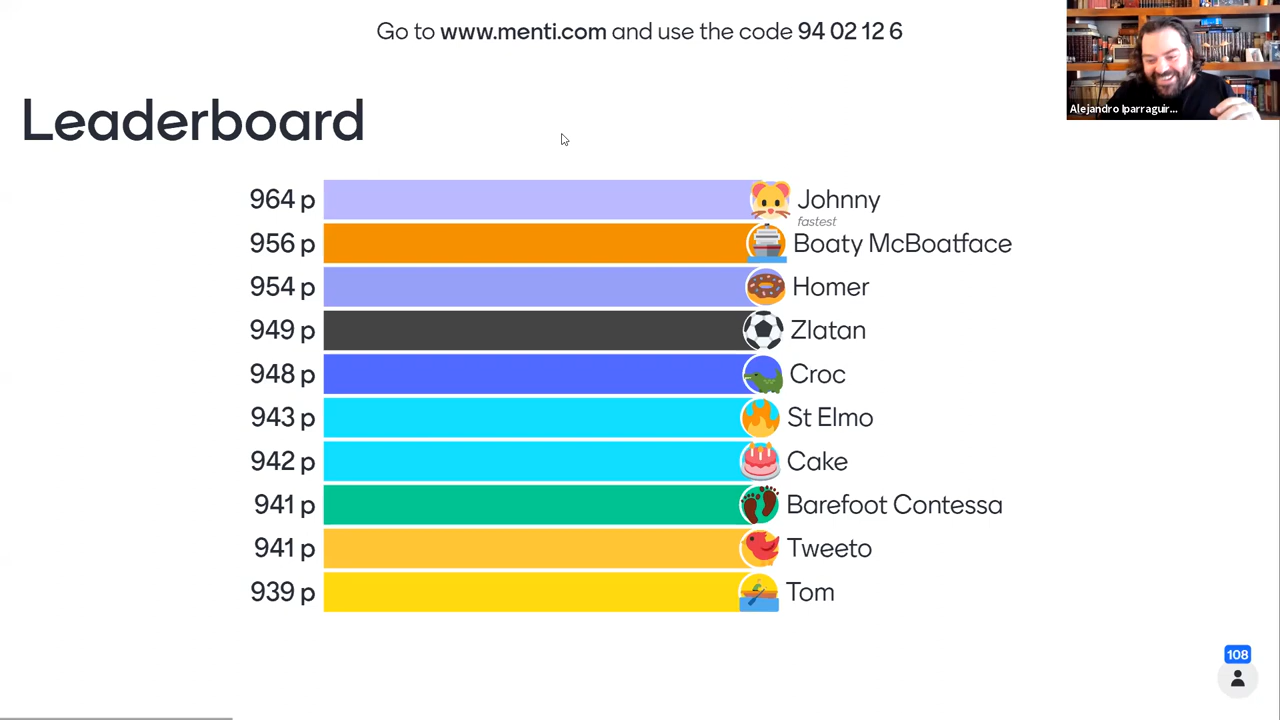 Go to www.menti.com and use the code 94 02 12 6
Alejandro Iparraguir...
Leaderboard
964 p Johnny
fastest
956 p Boaty McBoatface
954 p Homer
949 p Zlatan
948 p Croc
943 p St Elmo
942 p Cake
941 p Barefoot Contessa
941 p Tweeto
939 p Tom
108